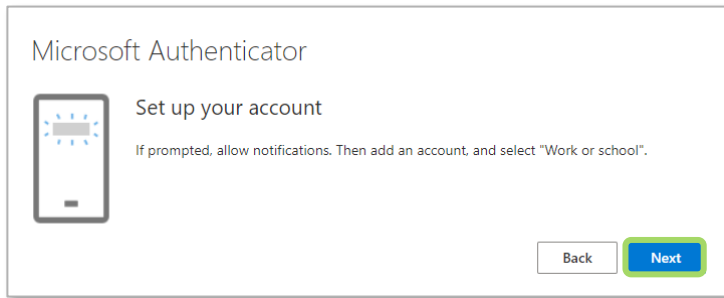 Microsoft Authenticator
Set up your account
If prompted, allow notifications. Then add an account, and select "Work or school".
Back
Next